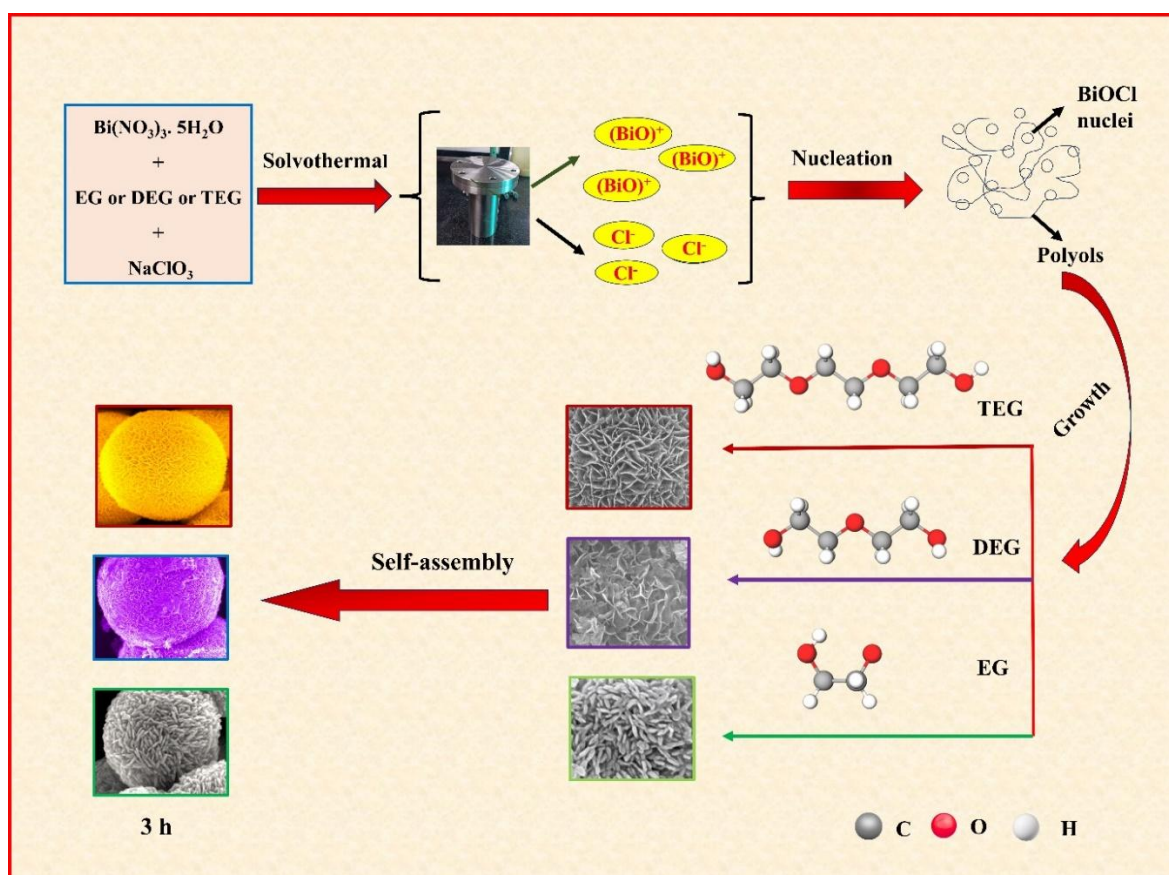 Bi(NO₃)₃. 5H₂O
+
EG or DEG or TEG
+
NaClO₃
Solvothermal
(BiO)⁺
(BiO)⁺
(BiO)⁺
Cl⁻
Cl⁻
Cl⁻
Nucleation
BiOCl
nuclei
Polyols
Growth
TEG
DEG
EG
Self-assembly
3 h
C
O
H